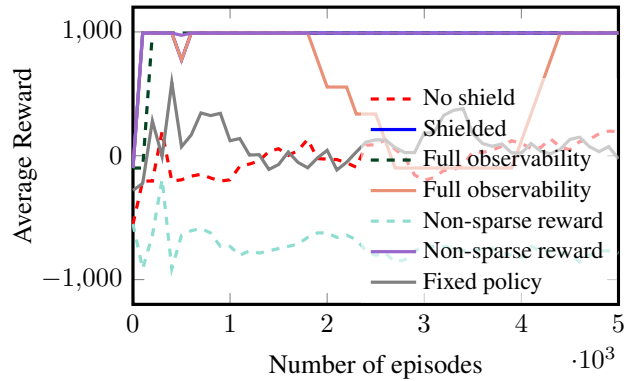 1,000
0
−1,000
Average Reward
No shield
Shielded
Full observability
Full observability
Non-sparse reward
Non-sparse reward
Fixed policy
0 1 2 3 4 5
Number of episodes
·10³